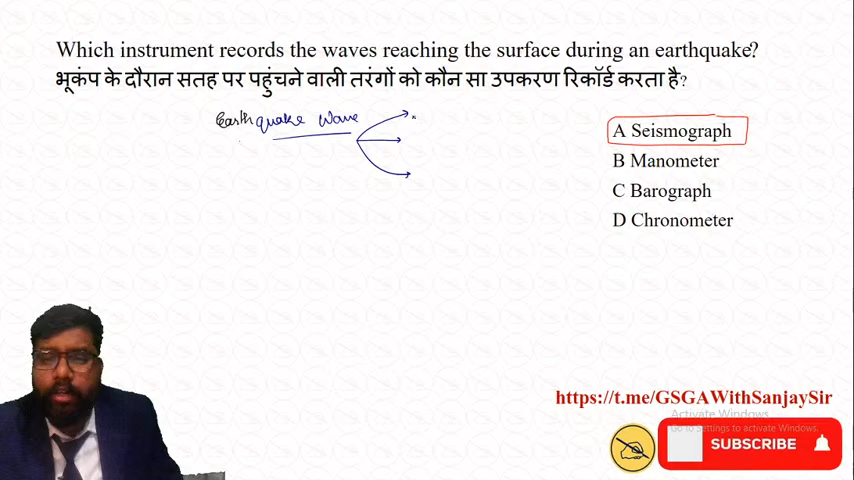 Which instrument records the waves reaching the surface during an earthquake?
भूकंप के दौरान सतह पर पहुंचने वाली तरंगों को कौन सा उपकरण रिकॉर्ड करता है?
Earthquake Wave
A Seismograph
B Manometer
C Barograph
D Chronometer
https://t.me/GSGAWithSanjaySir
Activate Windows
Go to Settings to activate Windows.
SUBSCRIBE